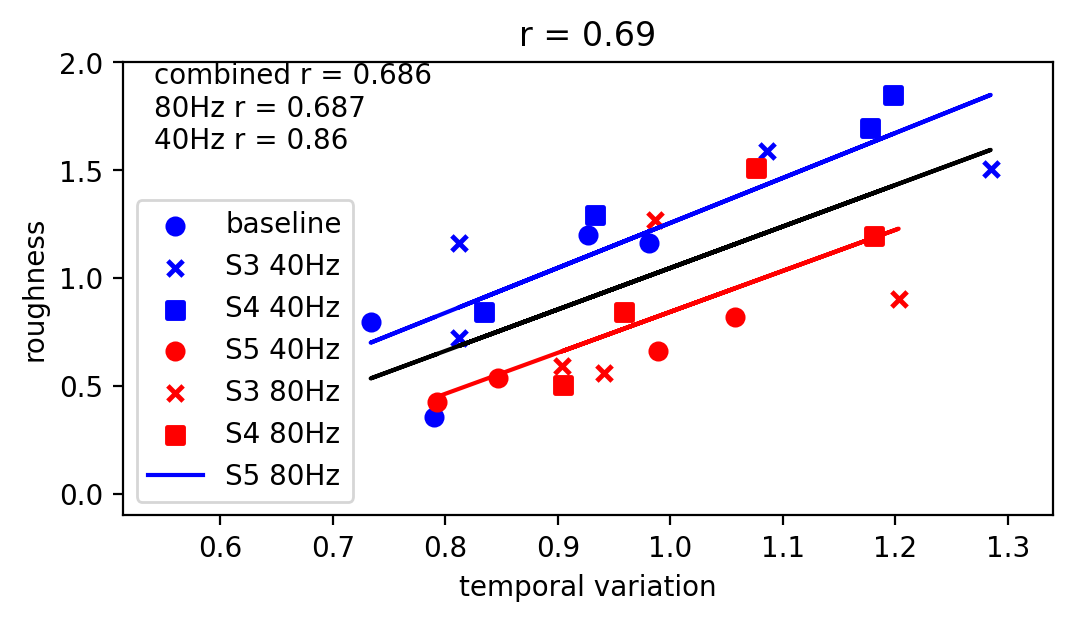 r = 0.69
combined r = 0.686
80Hz r = 0.687
40Hz r = 0.86
baseline
S3 40Hz
S4 40Hz
S5 40Hz
S3 80Hz
S4 80Hz
S5 80Hz
roughness
2.0
1.5
1.0
0.5
0.0
0.6 0.7 0.8 0.9 1.0 1.1 1.2 1.3
temporal variation